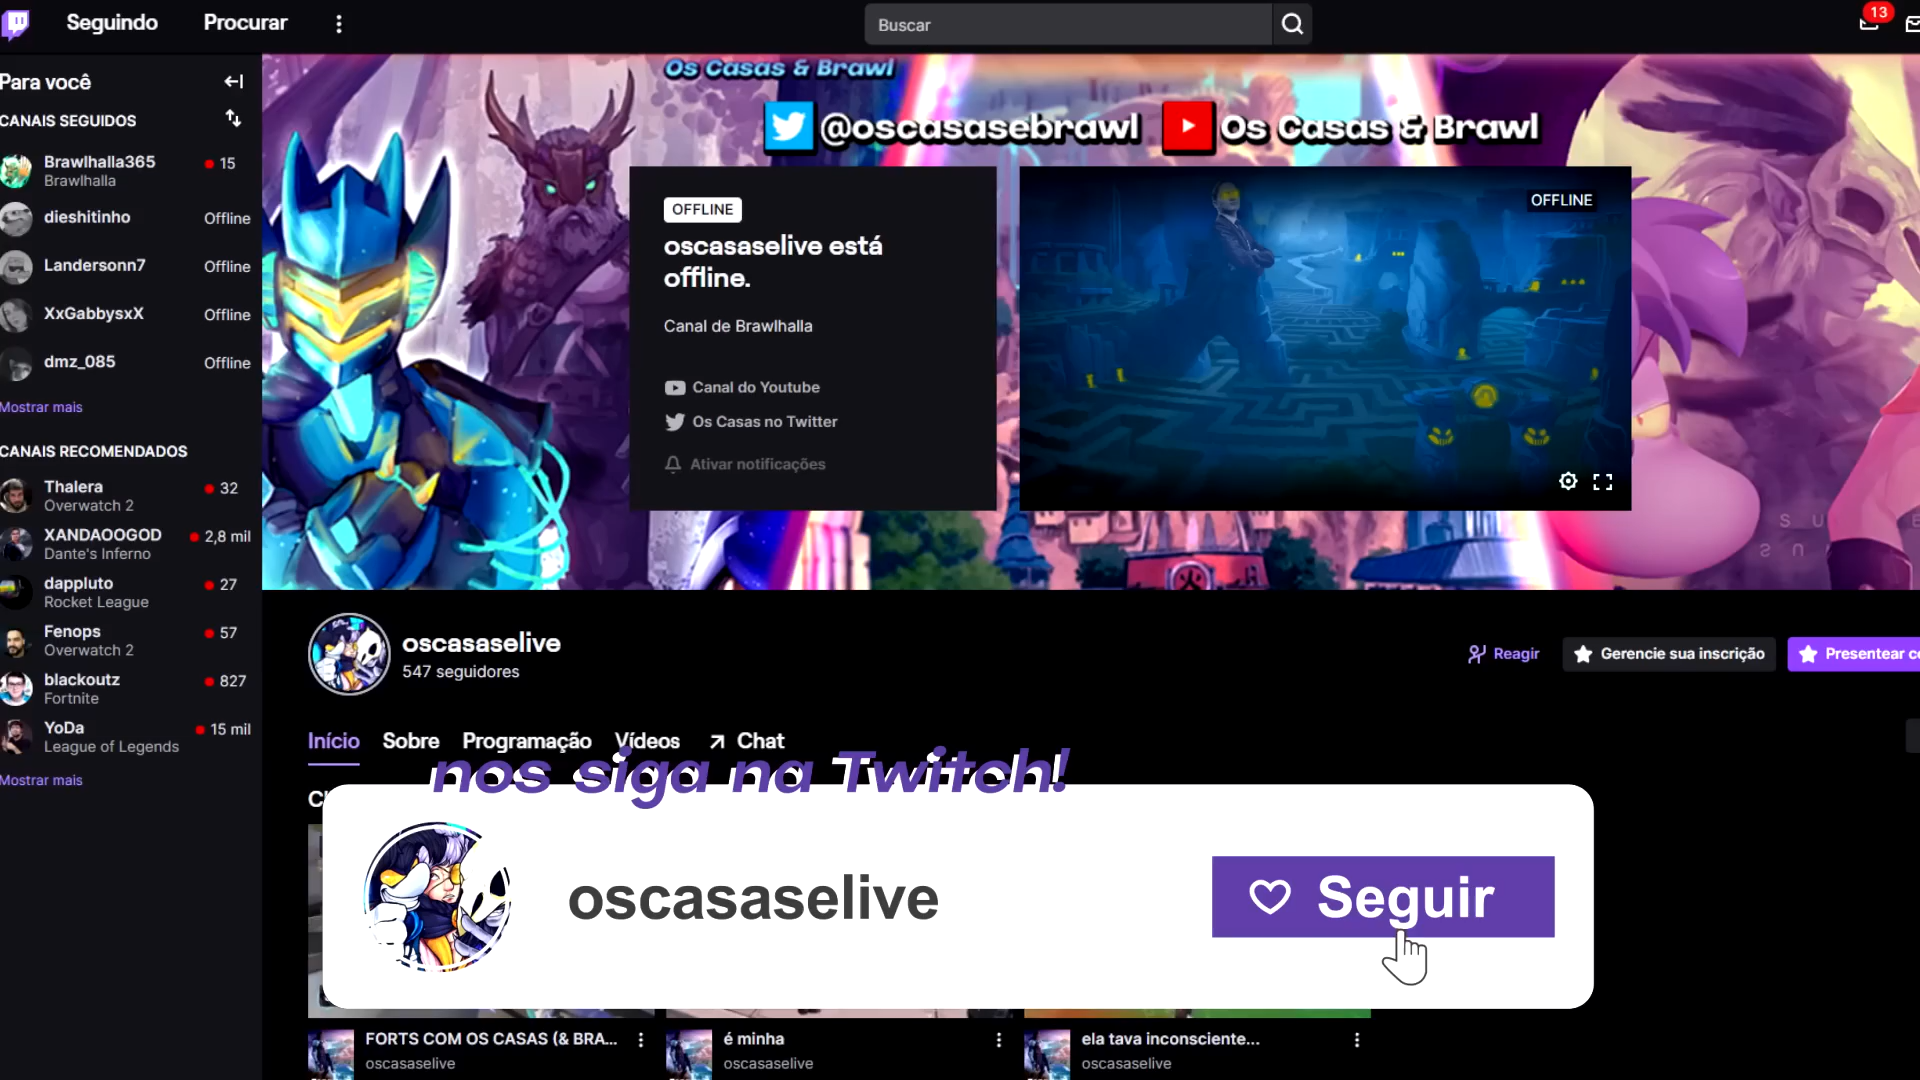 Seguindo
Procurar
Buscar
13
Para você
CANAIS SEGUIDOS
Brawlhalla365
15
Brawlhalla
dieshitinho
Offline
Landersonn7
Offline
XxGabbysxX
Offline
dmz_085
Offline
Mostrar mais
CANAIS RECOMENDADOS
Thalera
32
Overwatch 2
XANDAOOGOD
2,8 mil
Dante's Inferno
dappluto
27
Rocket League
Fenops
57
Overwatch 2
blackoutz
827
Fortnite
YoDa
15 mil
League of Legends
Mostrar mais
Os Casas & Brawl
@oscasasebrawl
Os Casas & Brawl
OFFLINE
oscasaselive está
offline.
Canal de Brawlhalla
Canal do Youtube
Os Casas no Twitter
Ativar notificações
OFFLINE
oscasaselive
547 seguidores
Reagir
Gerencie sua inscrição
Presentear
Início
Sobre
Programação
Vídeos
Chat
nos siga na Twitch!
oscasaselive
Seguir
FORTS COM OS CASAS (& BRA...
oscasaselive
é minha
oscasaselive
ela tava inconsciente...
oscasaselive